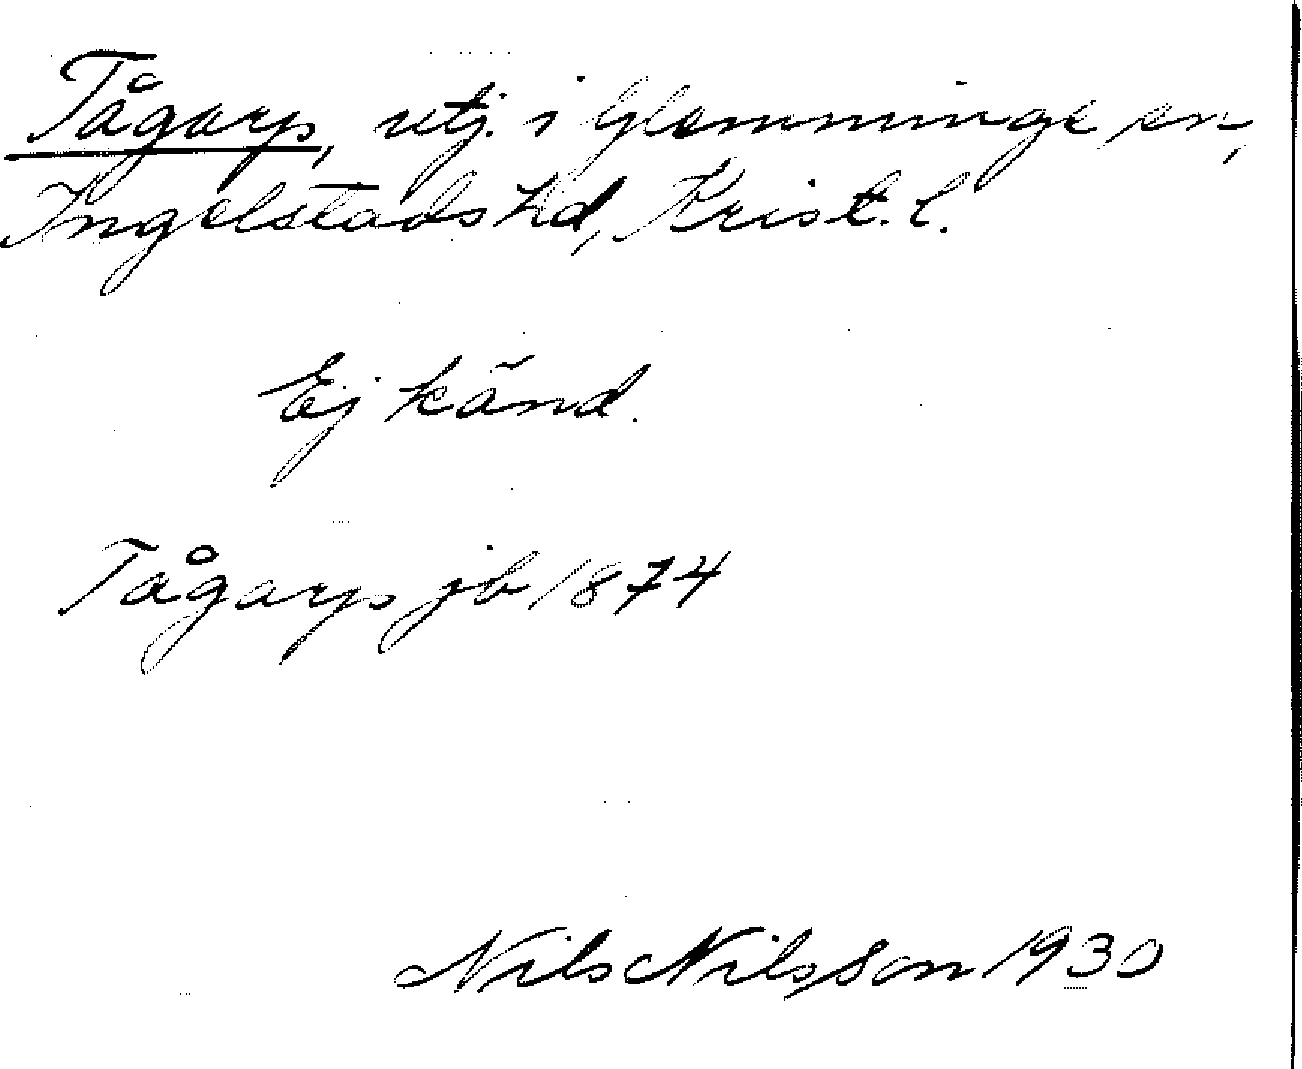 Tågarp, utj. i Glemminge sn,
Ingelstads hd, Krist. l.
Ej känd.
Tågarp jb 1874
Nils Nilsson 1930